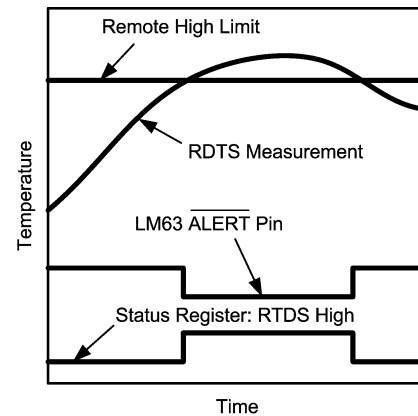 Remote High Limit
RDTS Measurement
LM63 ALERT Pin
Status Register: RTDS High
Temperature
Time